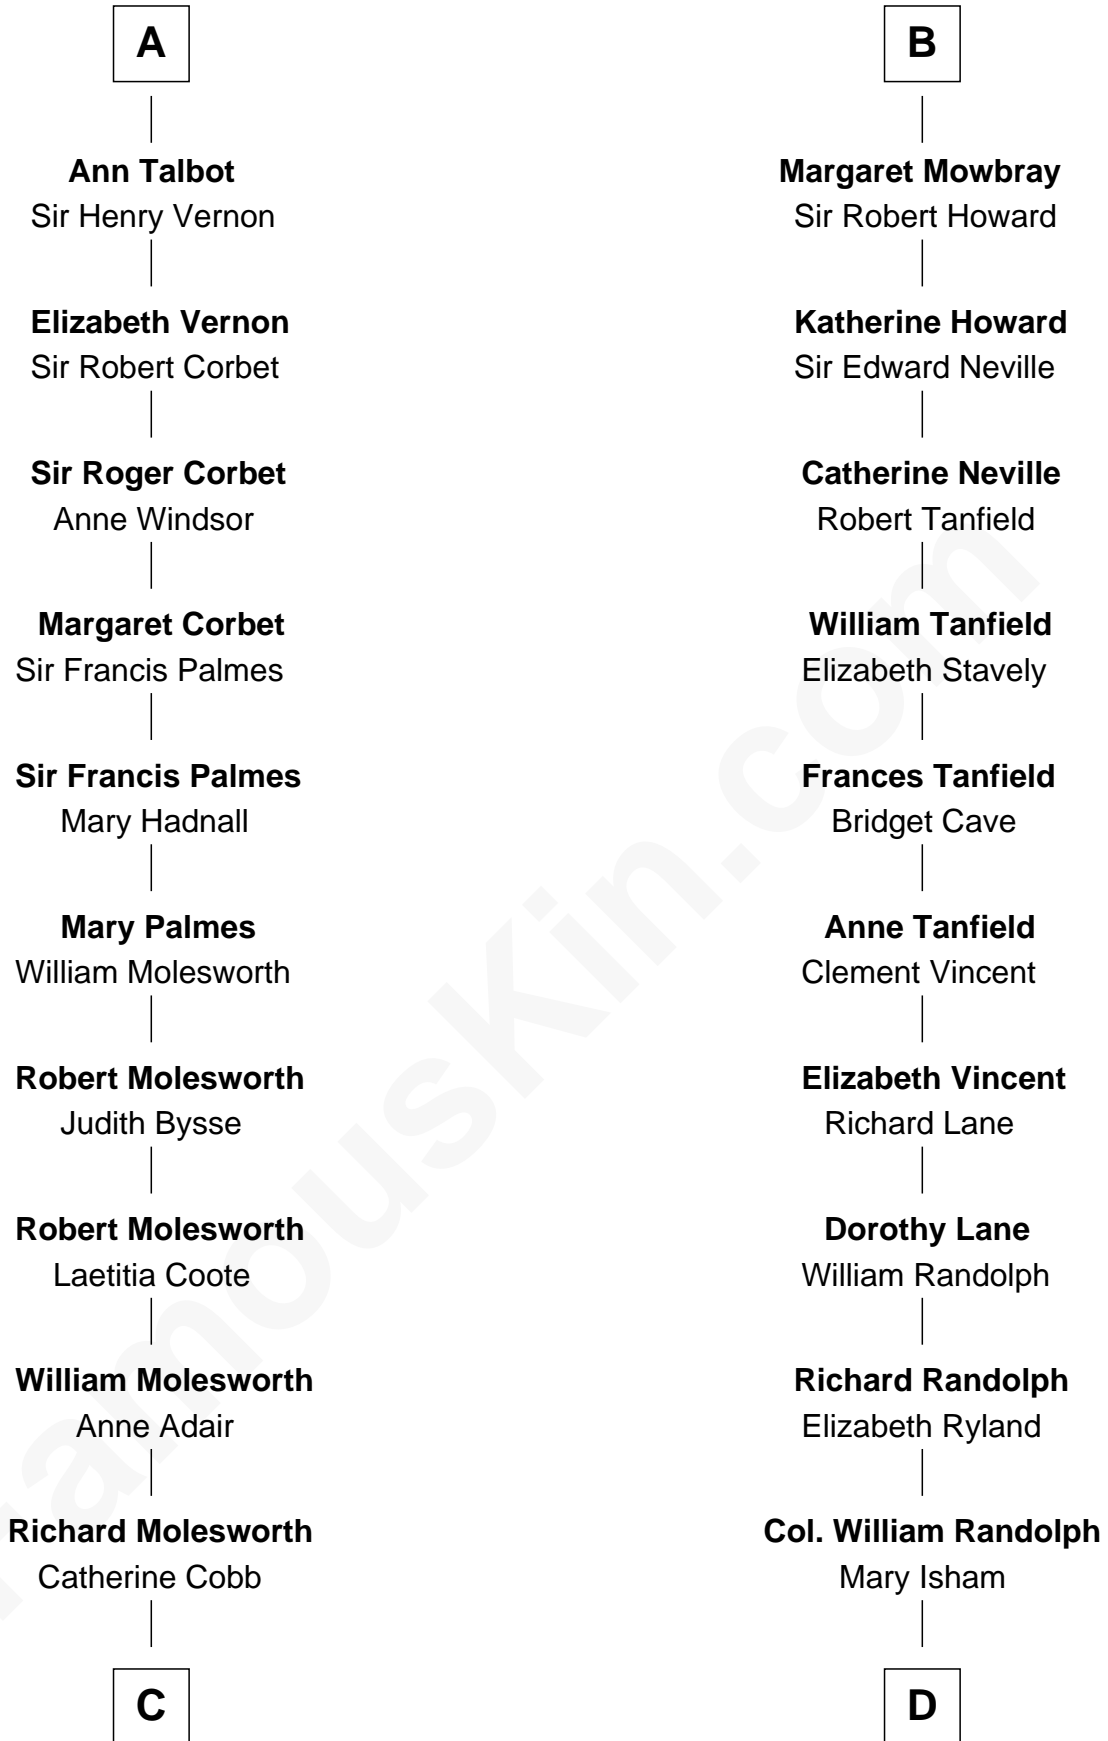 A
Ann Talbot
Sir Henry Vernon
Elizabeth Vernon
Sir Robert Corbet
Sir Roger Corbet
Anne Windsor
Margaret Corbet
Sir Francis Palmes
Sir Francis Palmes
Mary Hadnall
Mary Palmes
William Molesworth
Robert Molesworth
Judith Bysse
Robert Molesworth
Laetitia Coote
William Molesworth
Anne Adair
Richard Molesworth
Catherine Cobb
C
B
Margaret Mowbray
Sir Robert Howard
Katherine Howard
Sir Edward Neville
Catherine Neville
Robert Tanfield
William Tanfield
Elizabeth Stavely
Frances Tanfield
Bridget Cave
Anne Tanfield
Clement Vincent
Elizabeth Vincent
Richard Lane
Dorothy Lane
William Randolph
Richard Randolph
Elizabeth Ryland
Col. William Randolph
Mary Isham
D
FamousKin.com